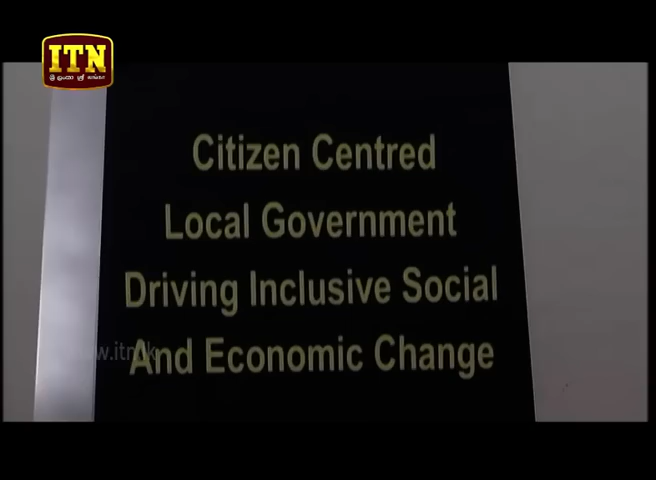 ITN
Citizen Centred
Local Government
Driving Inclusive Social
And Economic Change